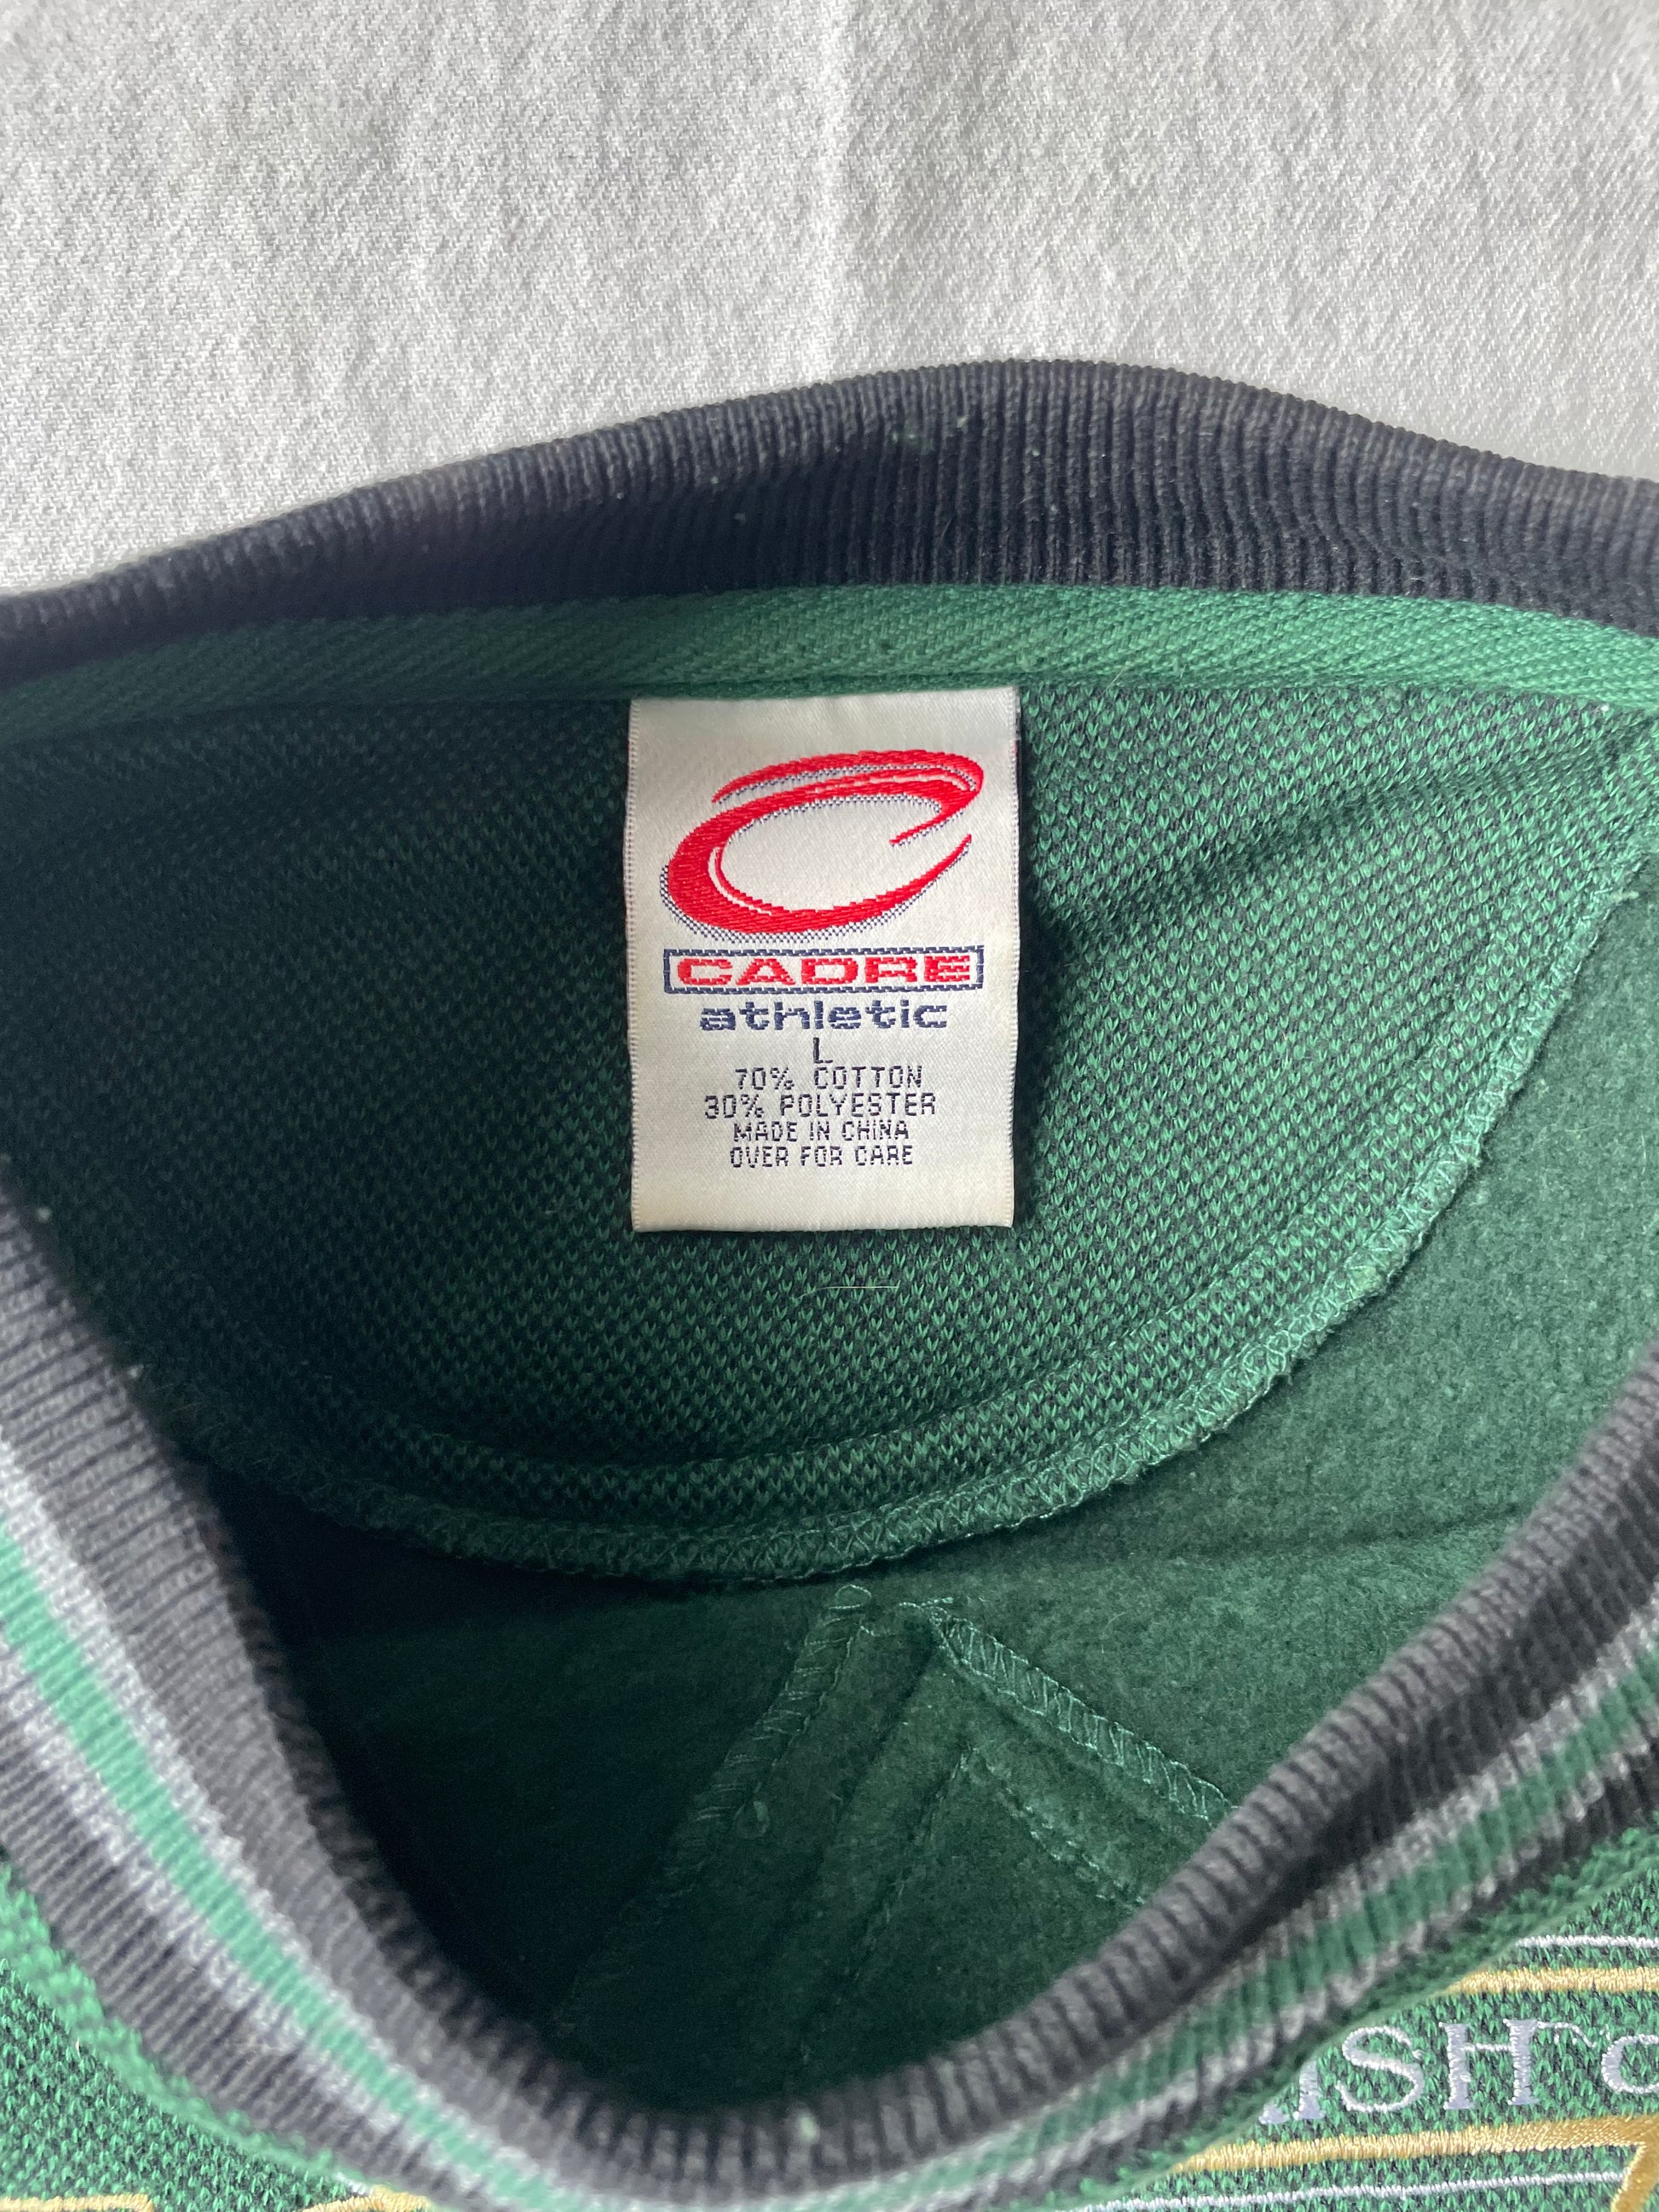 CADRE
athletic
L
70% COTTON
30% POLYESTER
MADE IN CHINA
OVER FOR CARE